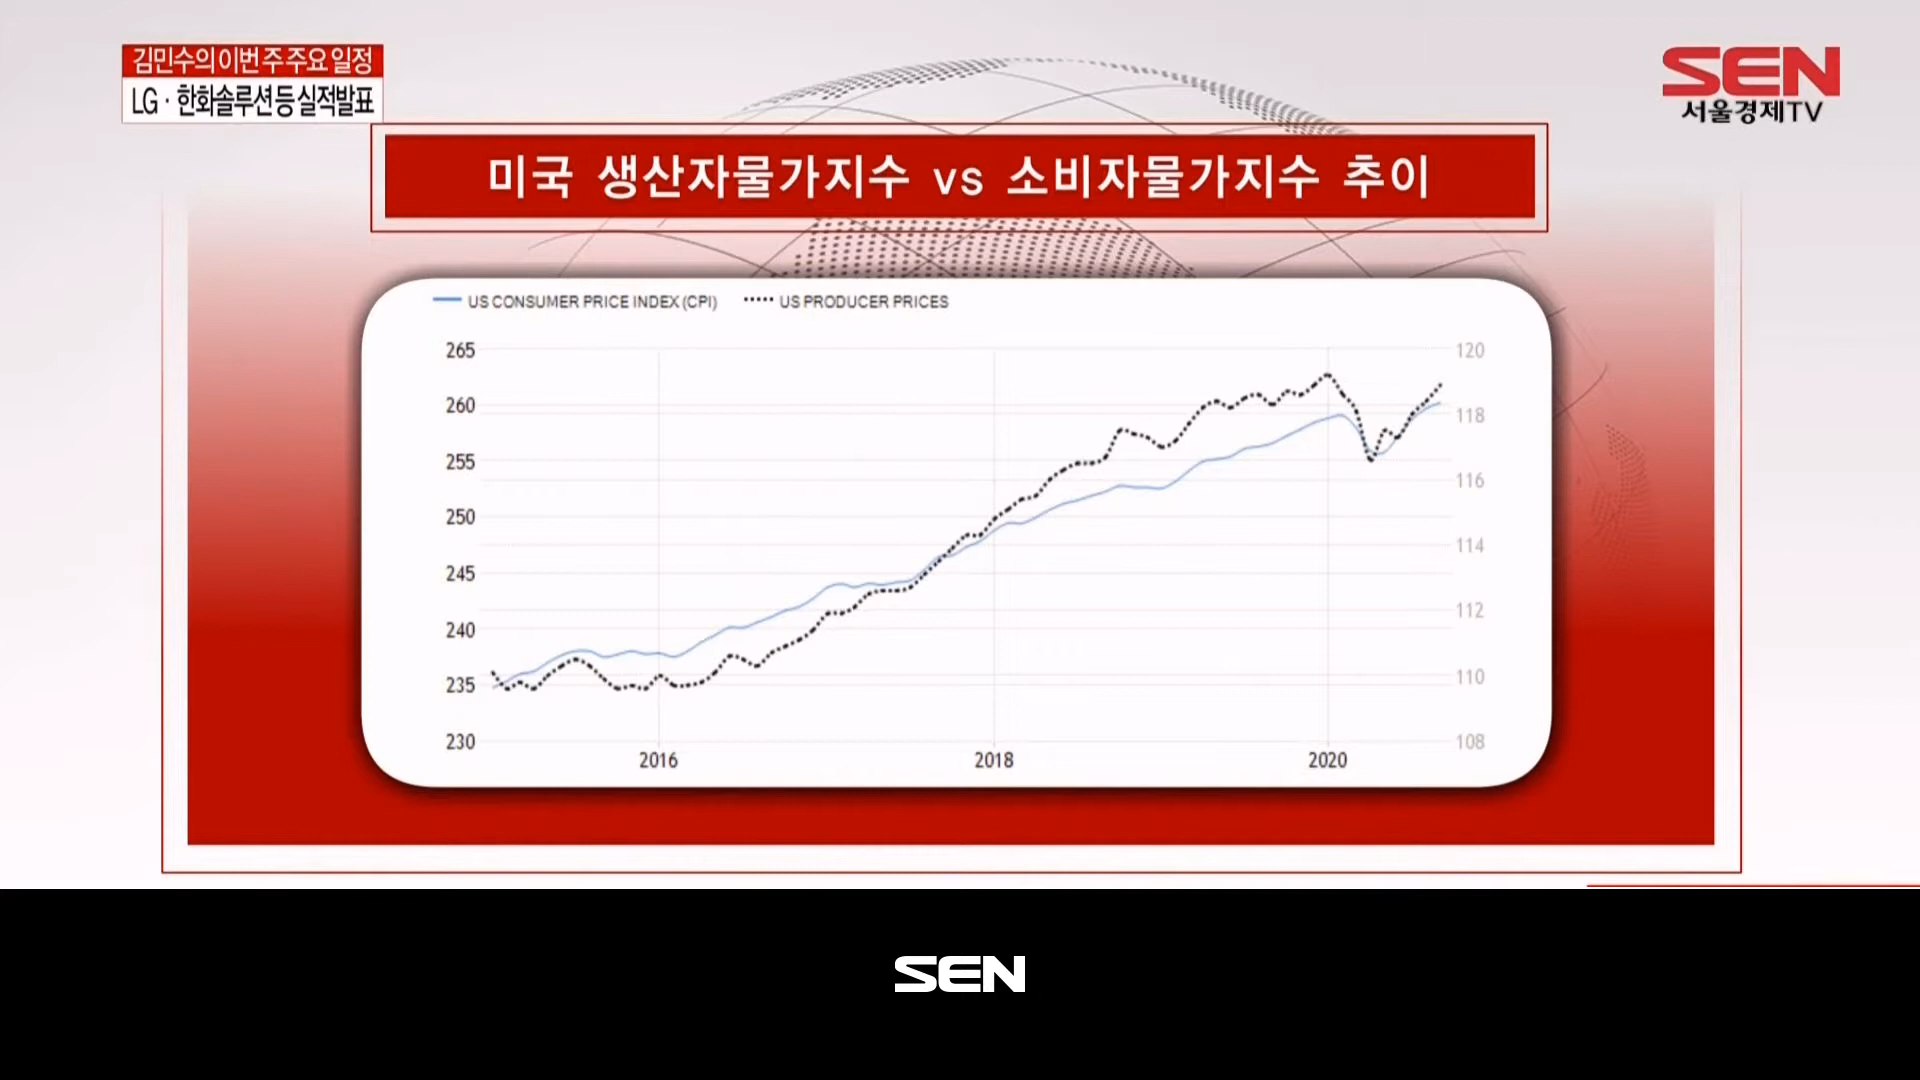 김민수의 이번 주 주요 일정
LG · 한화솔루션 등 실적발표
SEN
서울경제TV
미국 생산자물가지수 vs 소비자물가지수 추이
US CONSUMER PRICE INDEX (CPI) US PRODUCER PRICES
265 120
260 118
255 116
250 114
245 112
240 110
235 108
230
2016 2018 2020
SEN